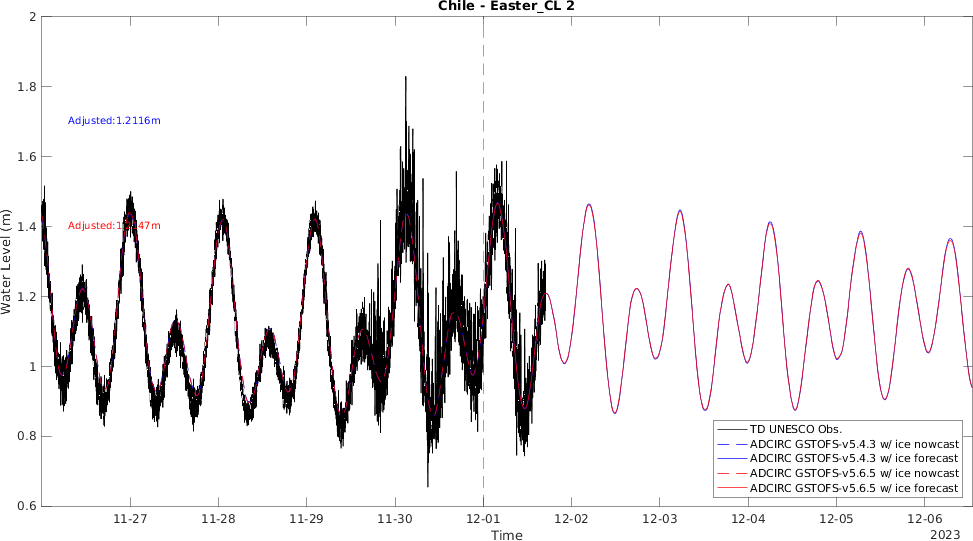 Chile - Easter_CL 2
2
1.8
1.6
1.4
1.2
1
0.8
0.6
Water Level (m)
Adjusted:1.2116m
TD UNESCO Obs.
ADCIRC GSTOFS-v5.4.3 w/ ice nowcast
ADCIRC GSTOFS-v5.4.3 w/ ice forecast
ADCIRC GSTOFS-v5.6.5 w/ ice nowcast
ADCIRC GSTOFS-v5.6.5 w/ ice forecast
11-27 11-28 11-29 11-30 12-01 12-02 12-03 12-04 12-05 12-06
Time
2023